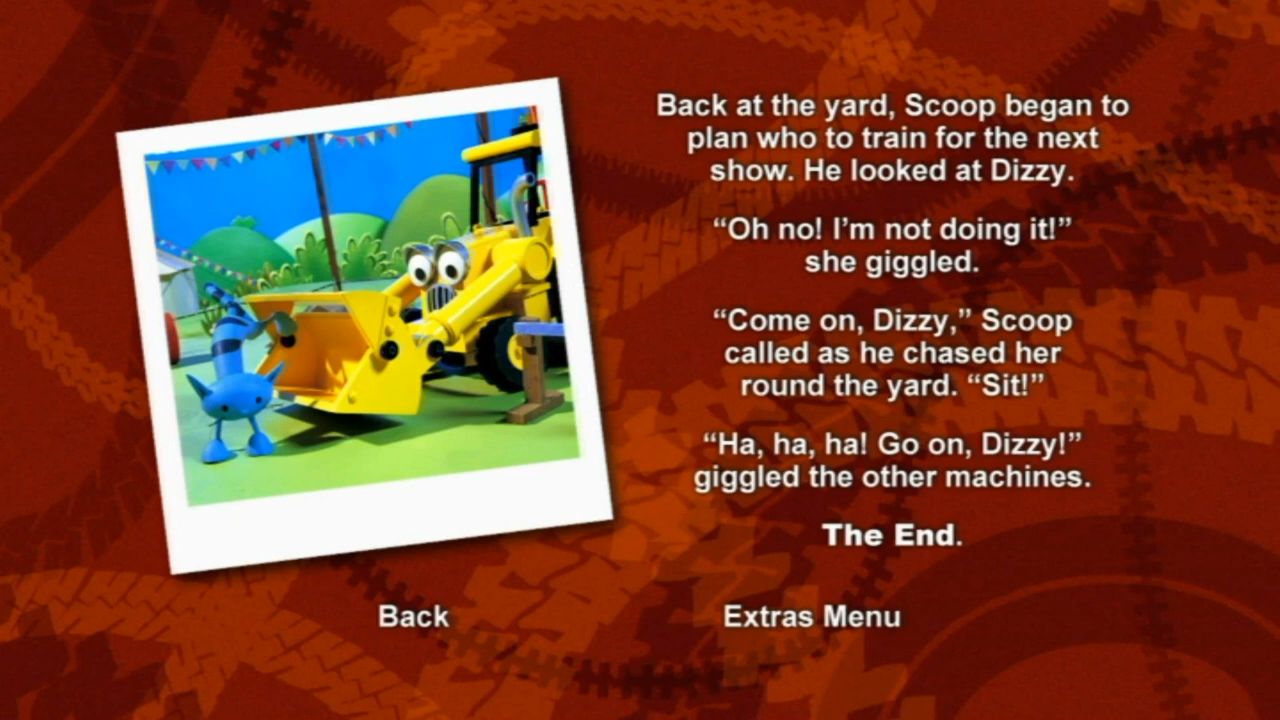 Back at the yard, Scoop began to
plan who to train for the next
show. He looked at Dizzy.
“Oh no! I’m not doing it!”
she giggled.
“Come on, Dizzy,” Scoop
called as he chased her
round the yard. “Sit!”
“Ha, ha, ha! Go on, Dizzy!”
giggled the other machines.
The End.
Back
Extras Menu